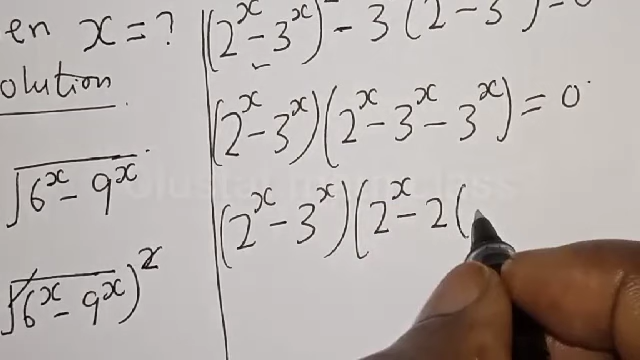 en x = ?
olution
√6^x - 9^x
√6^x - 9^x)^2
(2^x - 3^x) - 3 (2 - 3 ) = 0
(2^x - 3^x)(2^x - 3^x - 3^x) = 0
(2^x - 3^x)(2^x - 2(